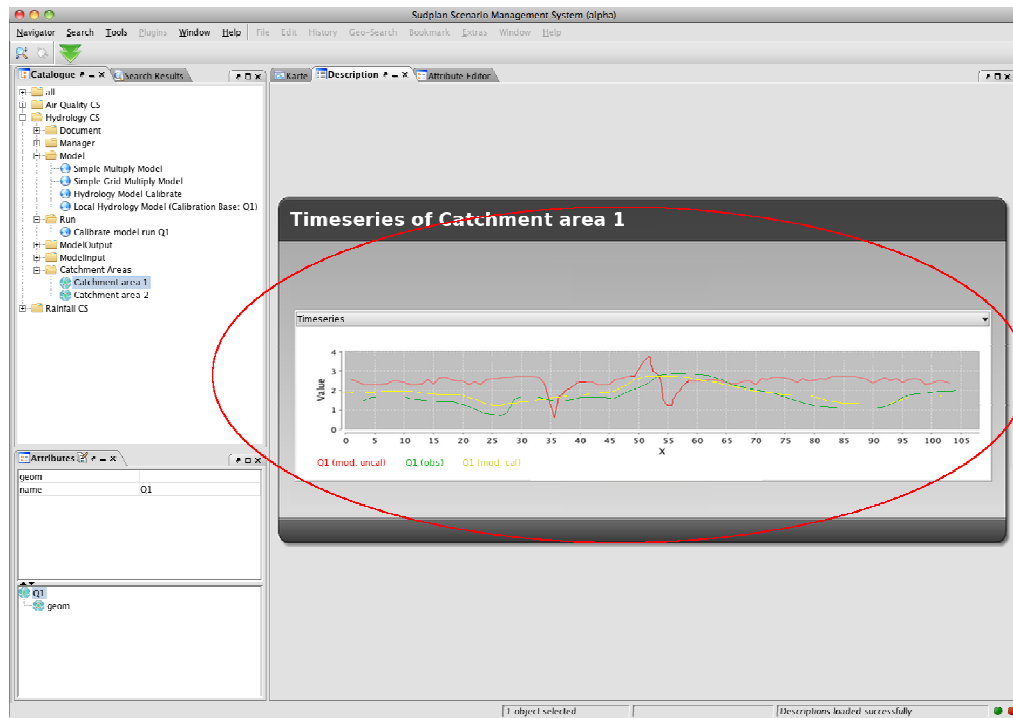 Sudplan Scenario Management System (alpha)
Navigator Search Tools Plugins Window Help File Edit History Geo-Search Bookmark Extras Window Help
Catalogue
Search Results
Karte
Description
Attribute Editor
all
Air Quality CS
Hydrology CS
Document
Manager
Model
Simple Multiply Model
Simple Grid Multiply Model
Hydrology Model Calibrate
Local Hydrology Model (Calibration Base: Q1)
Run
Calibrate model run Q1
ModelOutput
ModelInput
Catchment Areas
Catchment area 1
Catchment area 2
Rainfall CS
Timeseries of Catchment area 1
Timeseries
4
3
2
1
0
Value
0 5 10 15 20 25 30 35 40 45 50 55 60 65 70 75 80 85 90 95 100 105
X
Q1 (mod. uncal) Q1 (obs) Q1 (mod. cal)
Attributes
geom
name Q1
Q1
geom
1 object selected
Descriptions loaded successfully